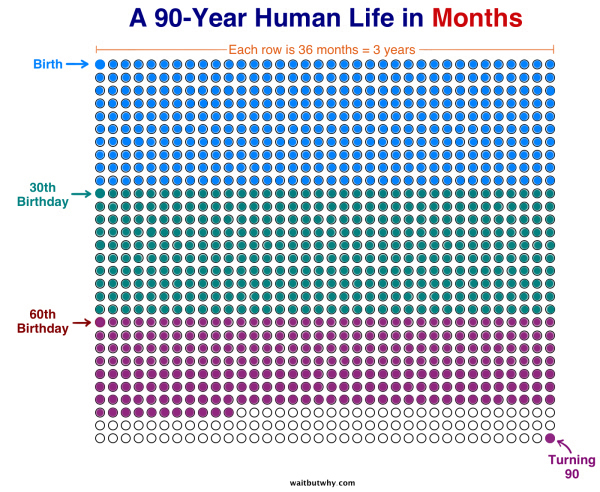 A 90-Year Human Life in Months
Each row is 36 months = 3 years
Birth
30th
Birthday
60th
Birthday
Turning
90
waitbutwhy.com